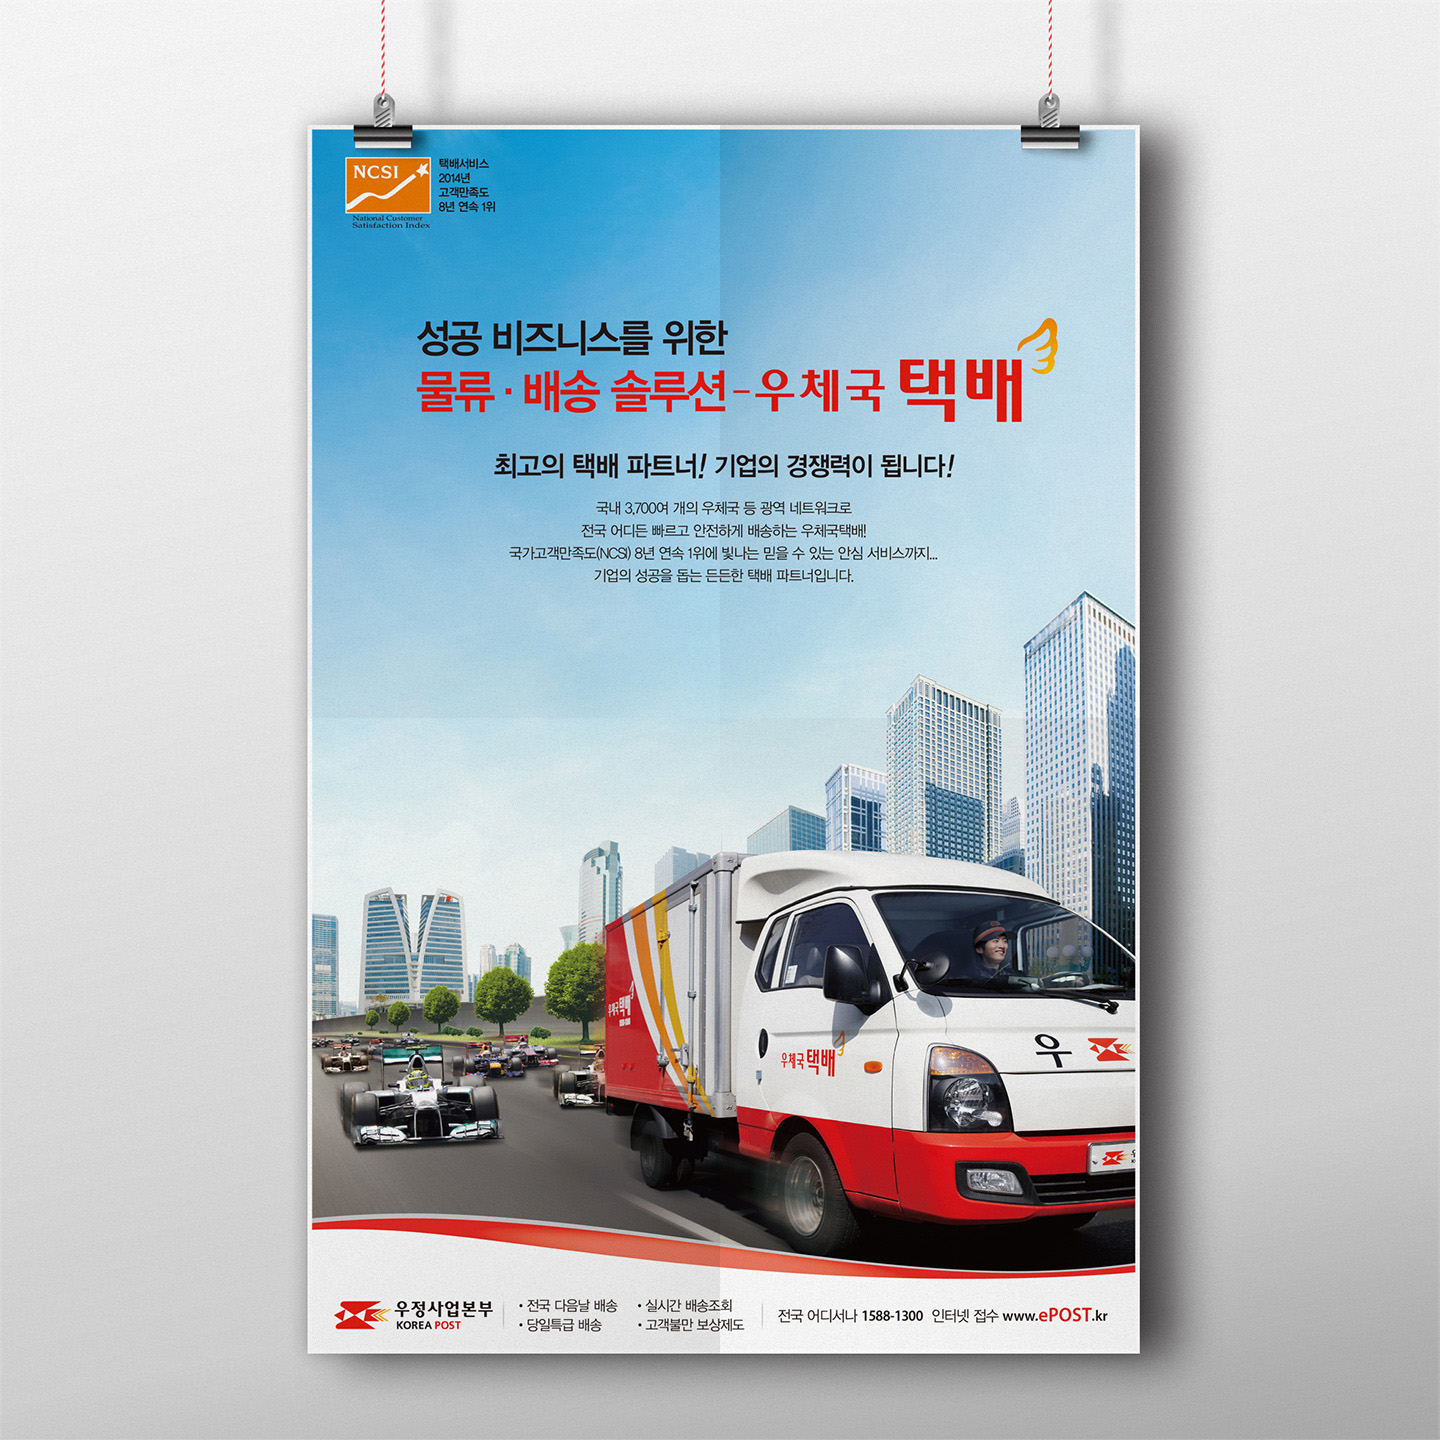 NCSI
National Customer
Satisfaction Index
택배서비스
2014년
고객만족도
8년 연속 1위
성공 비즈니스를 위한
물류·배송 솔루션-우체국 택배
최고의 택배 파트너! 기업의 경쟁력이 됩니다!
국내 3,700여 개의 우체국 등 광역 네트워크로
전국 어디든 빠르고 안전하게 배송하는 우체국택배!
국가고객만족도(NCSI) 8년 연속 1위에 빛나는 믿을 수 있는 안심 서비스까지...
기업의 성공을 돕는 든든한 택배 파트너입니다.
우체국 택배
우체국 택배
우
우정사업본부
KOREA POST
• 전국 다음날 배송
• 당일특급 배송
• 실시간 배송조회
• 고객불만 보상제도
전국 어디서나 1588-1300 인터넷 접수 www.ePOST.kr